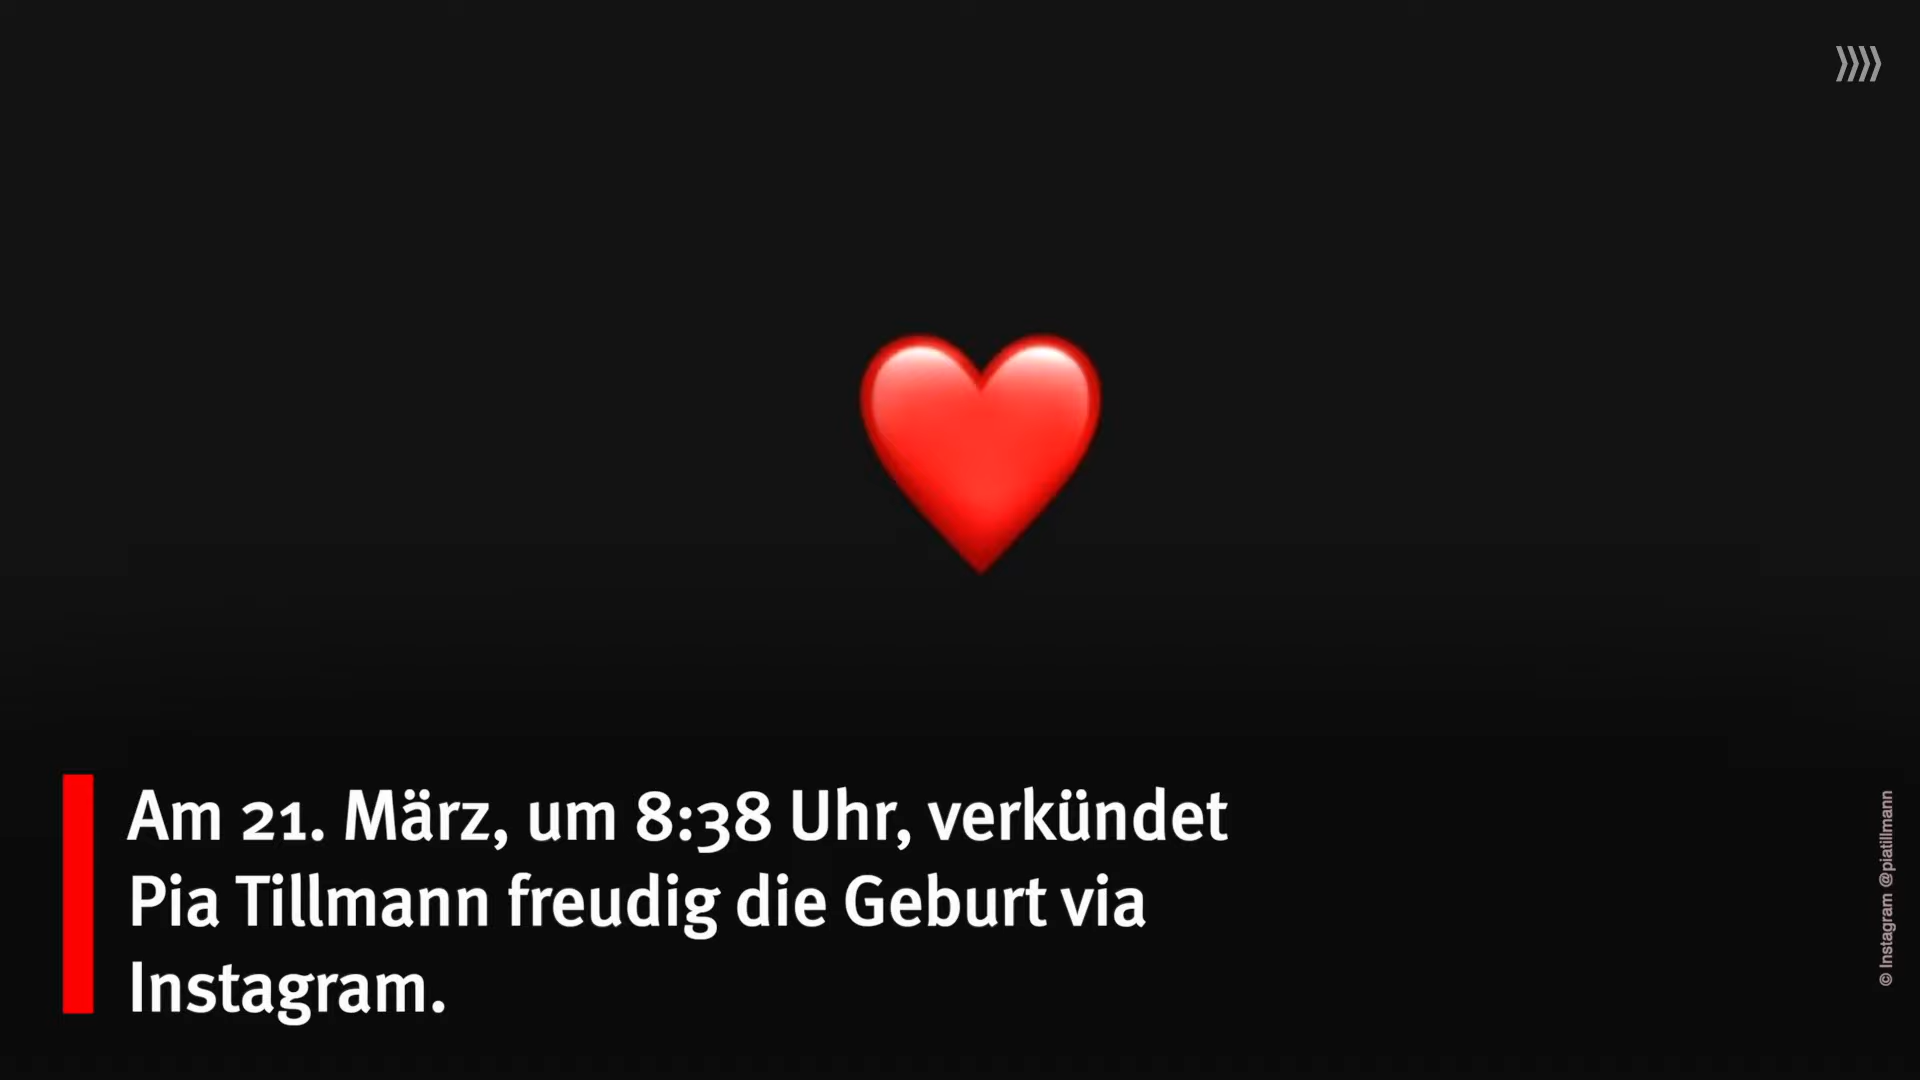 Am 21. März, um 8:38 Uhr, verkündet
Pia Tillmann freudig die Geburt via
Instagram.
© Instagram @piatillmann